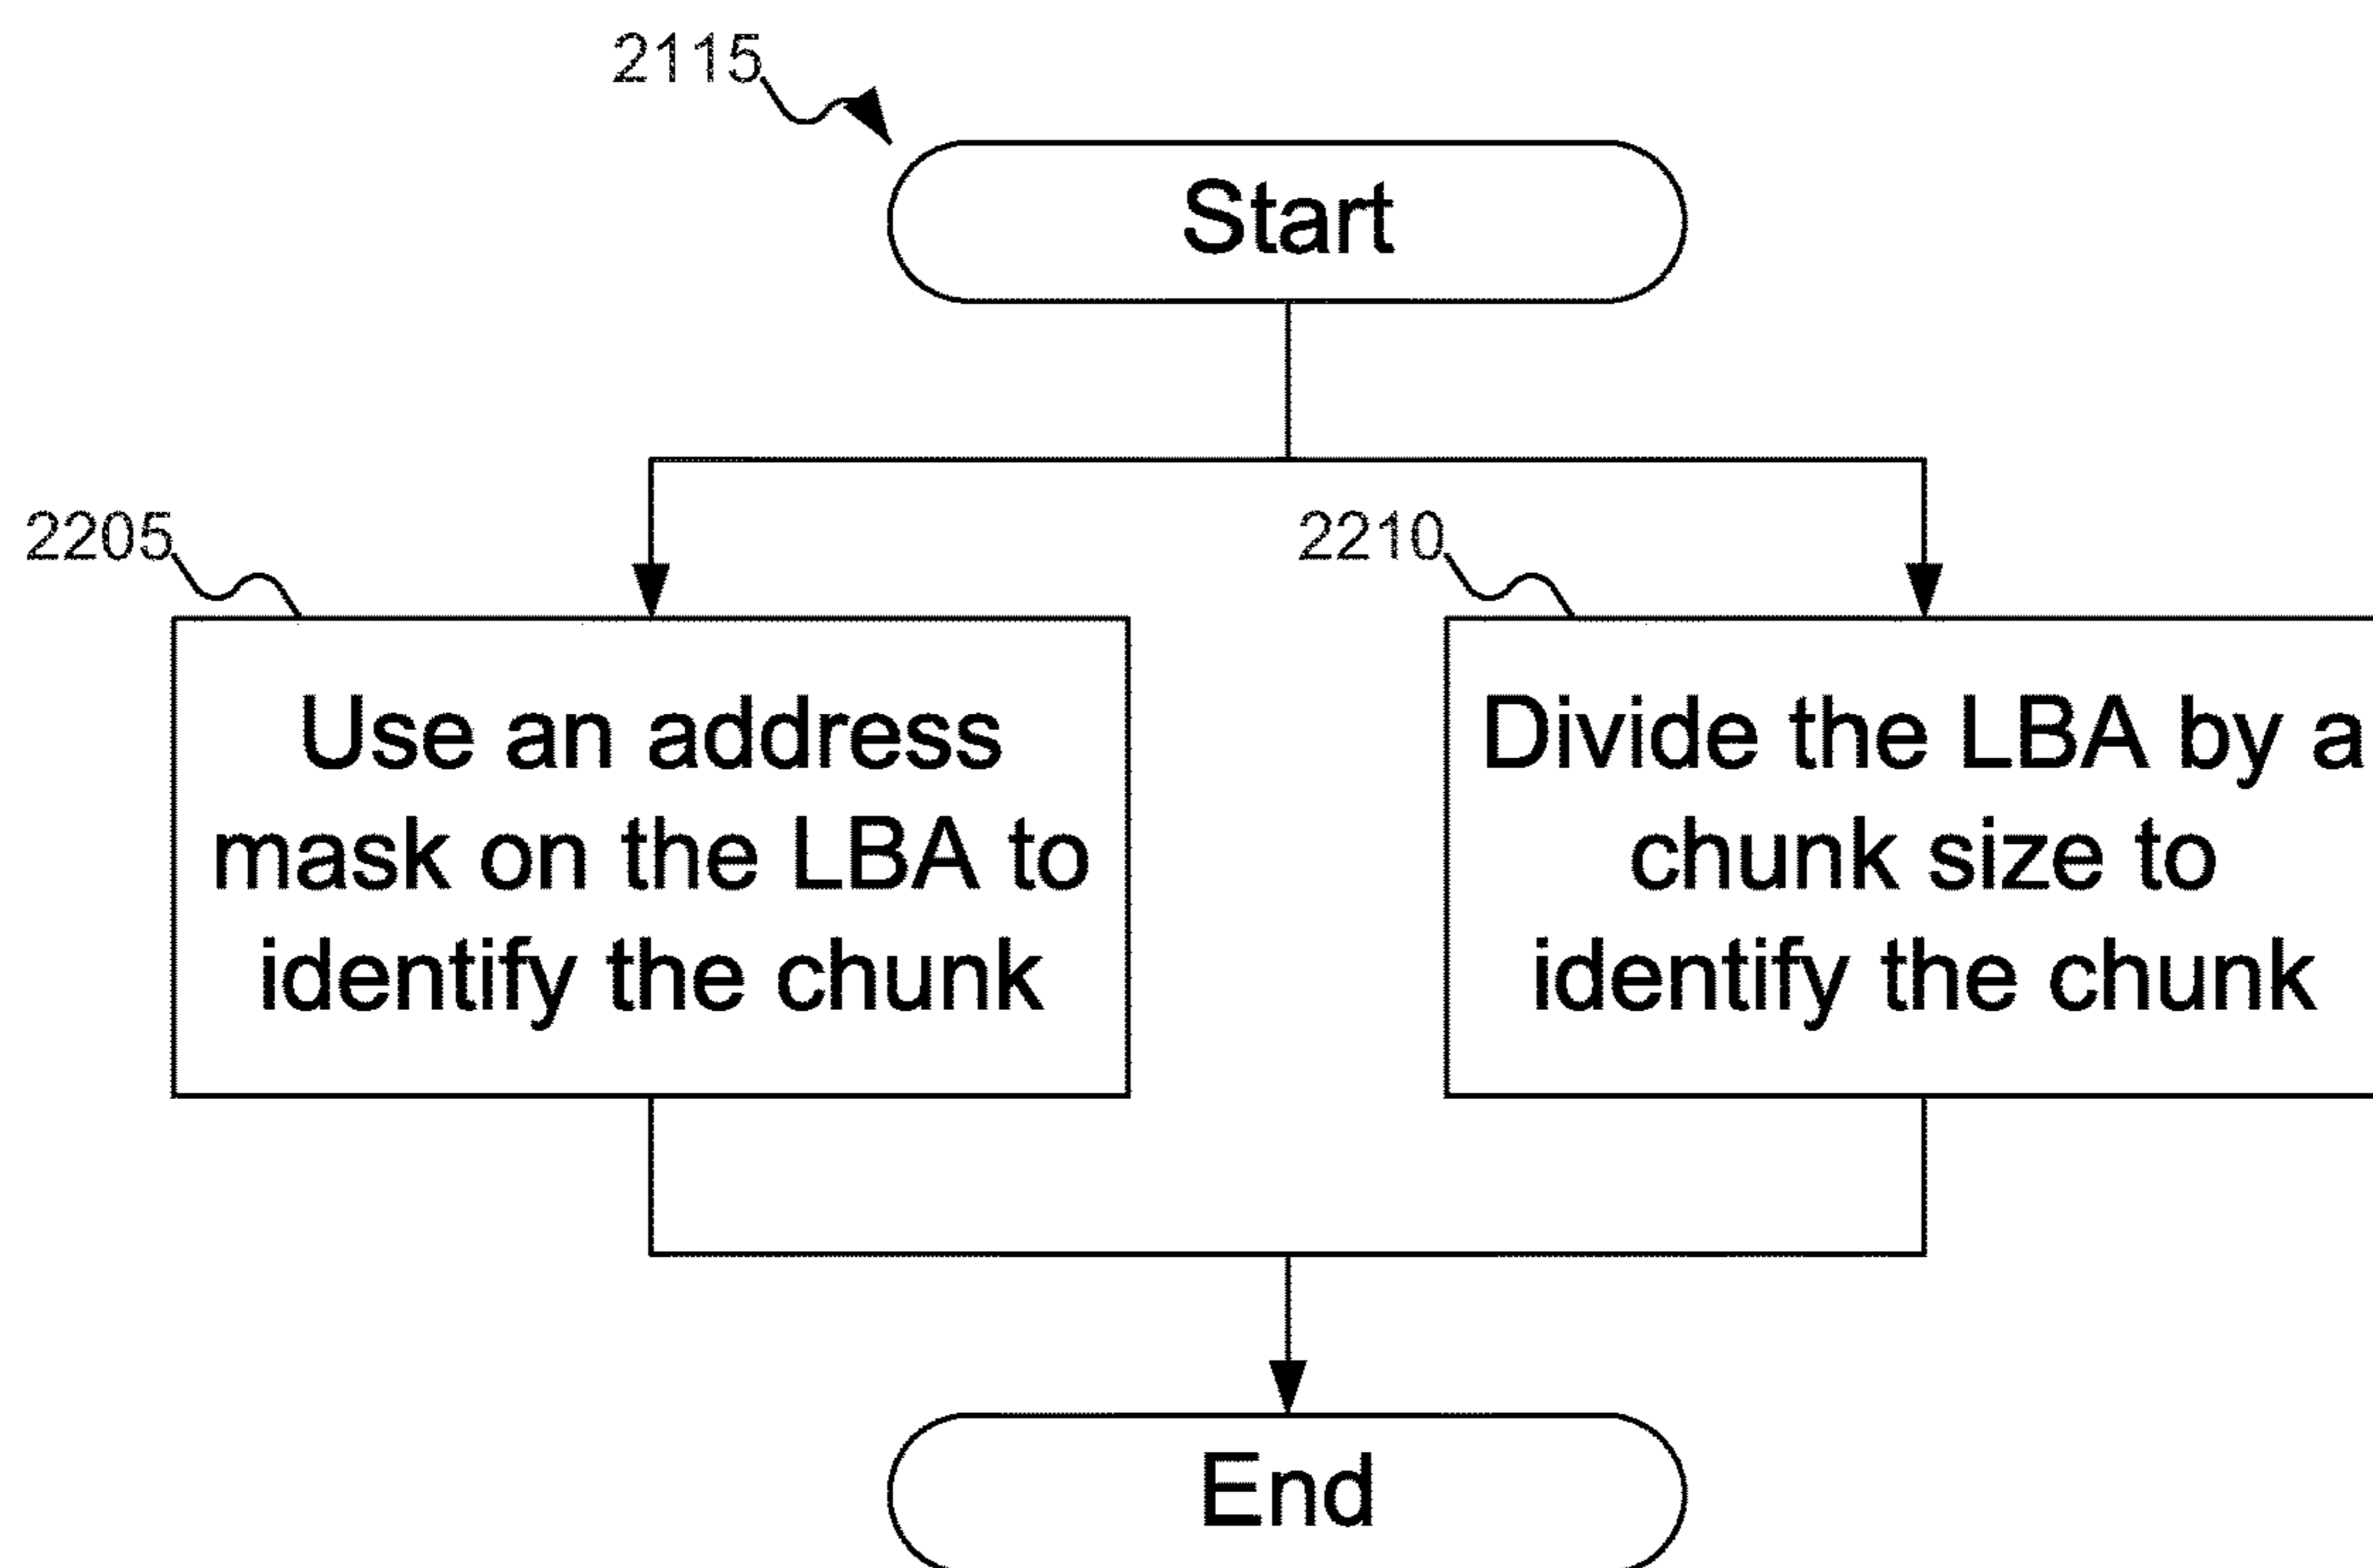 2115
Start
2205
2210
Use an address
mask on the LBA to
identify the chunk
Divide the LBA by a
chunk size to
identify the chunk
End